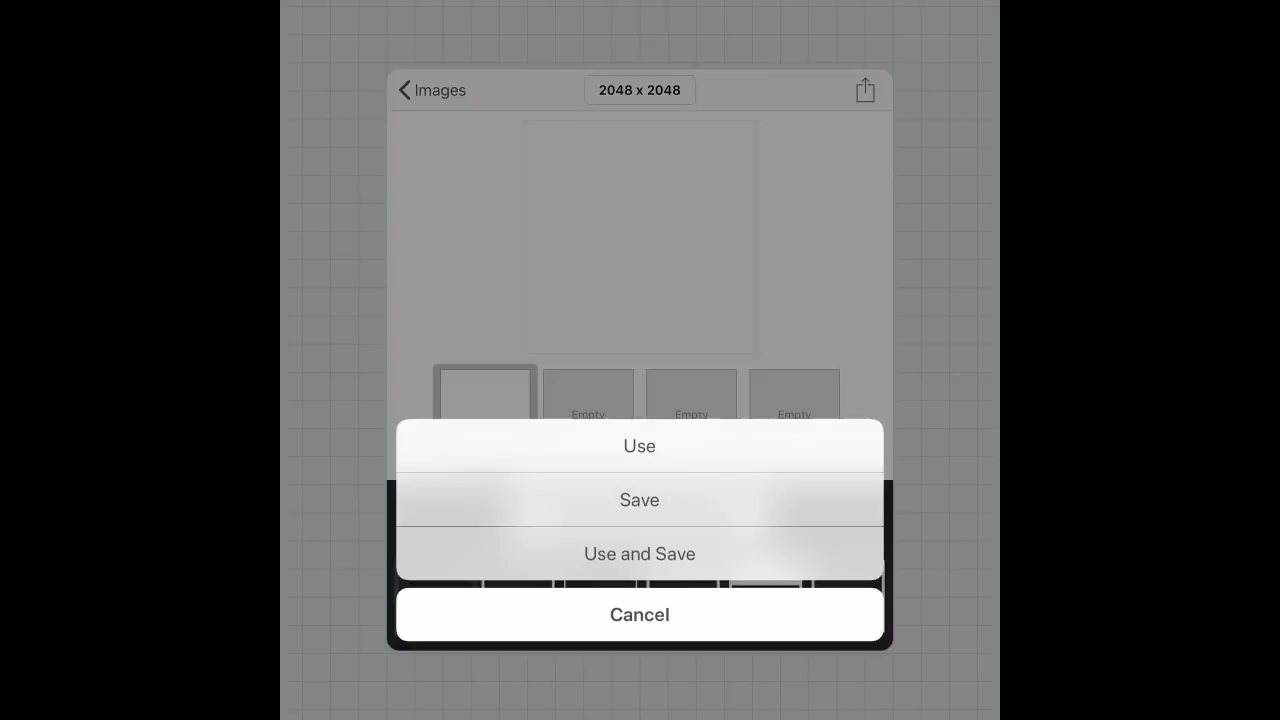 Images
2048 x 2048
Empty
Empty
Empty
Use
Save
Use and Save
Cancel